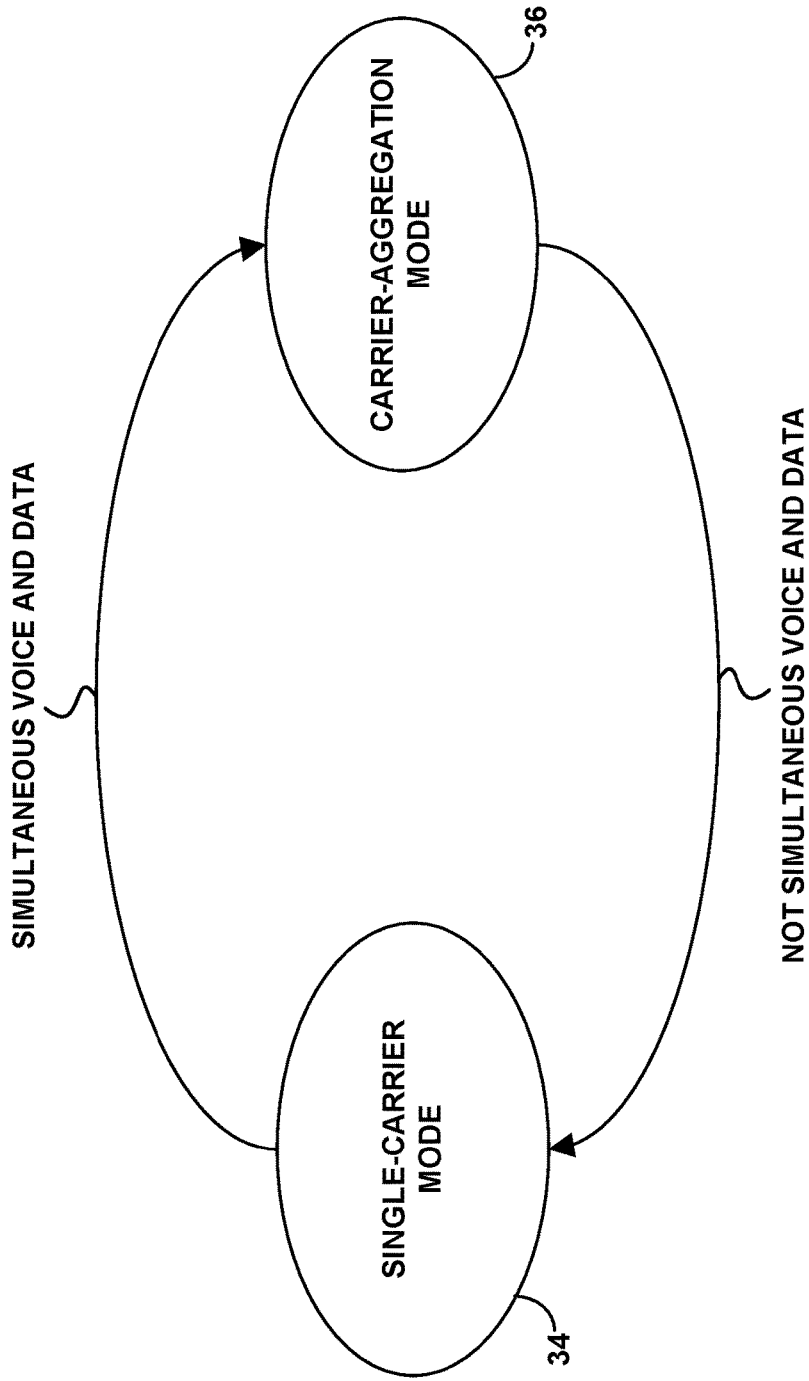 SIMULTANEOUS VOICE AND DATA
SINGLE-CARRIER
MODE
34
CARRIER-AGGREGATION
MODE
36
NOT SIMULTANEOUS VOICE AND DATA